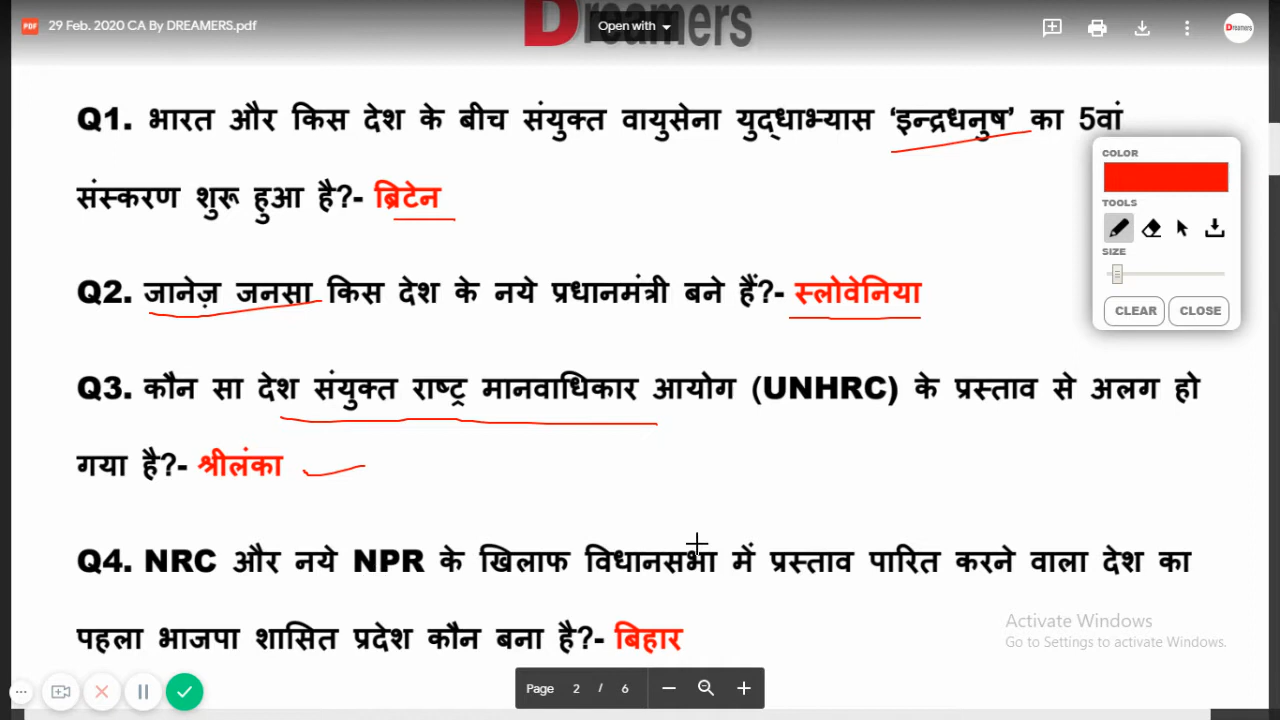 29 Feb. 2020 CA By DREAMERS.pdf
Dreamers
Open with
Dreamers
Q1. भारत और किस देश के बीच संयुक्त वायुसेना युद्धाभ्यास ‘इन्द्रधनुष’ का 5वां
संस्करण शुरू हुआ है?- ब्रिटेन
COLOR
TOOLS
SIZE
CLEAR CLOSE
Q2. जानेज़ जनसा किस देश के नये प्रधानमंत्री बने हैं?- स्लोवेनिया
Q3. कौन सा देश संयुक्त राष्ट्र मानवाधिकार आयोग (UNHRC) के प्रस्ताव से अलग हो
गया है?- श्रीलंका
Q4. NRC और नये NPR के खिलाफ विधानसभा में प्रस्ताव पारित करने वाला देश का
पहला भाजपा शासित प्रदेश कौन बना है?- बिहार
Activate Windows
Go to Settings to activate Windows.
Page 2 / 6